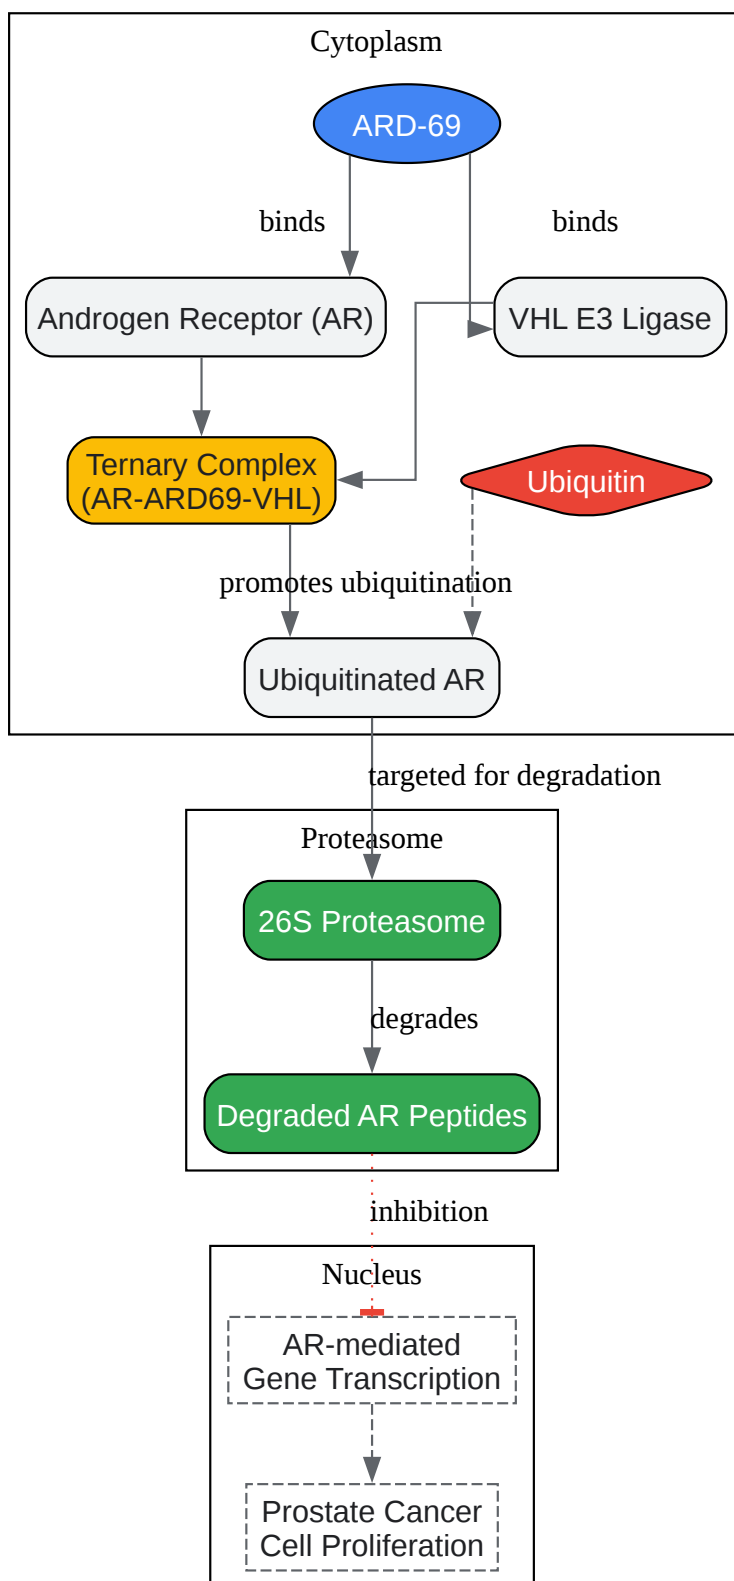 Cytoplasm
ARD-69
binds
binds
Androgen Receptor (AR)
VHL E3 Ligase
Ternary Complex
(AR-ARD69-VHL)
Ubiquitin
promotes ubiquitination
Ubiquitinated AR
targeted for degradation
Proteasome
26S Proteasome
degrades
Degraded AR Peptides
inhibition
Nucleus
AR-mediated
Gene Transcription
Prostate Cancer
Cell Proliferation